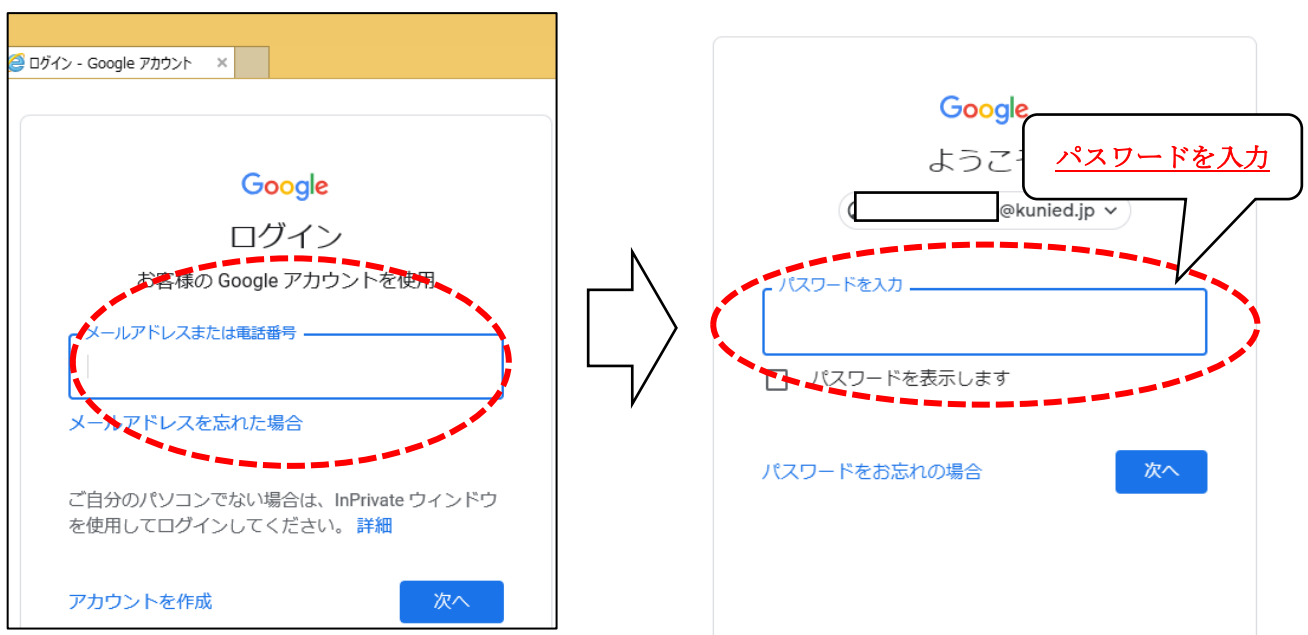 ログイン - Google アカウント ×
Google
ログイン
お客様の Google アカウントを使用
メールアドレスまたは電話番号
メールアドレスを忘れた場合
ご自分のパソコンでない場合は、InPrivate ウィンドウ
を使用してログインしてください。 詳細
アカウントを作成
次へ
Google
ようこ
パスワードを入力
@kunied.jp
パスワードを入力
パスワードを表示します
パスワードをお忘れの場合
次へ